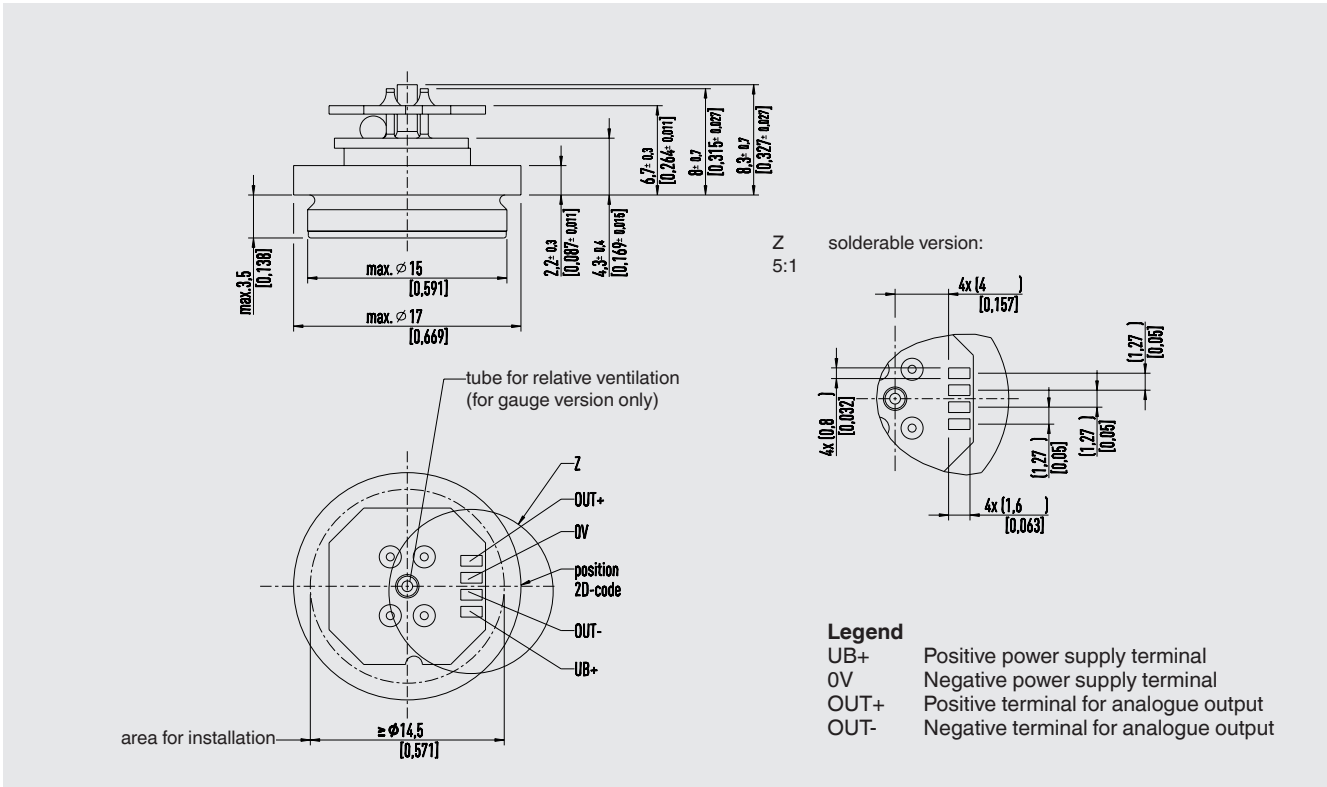 6,7± 0,3
[0,264± 0,011]
8± 0,7
[0,315± 0,027]
8,3± 0,7
[0,327± 0,027]
2,2± 0,3
[0,087± 0,011]
4,3± 0,4
[0,169± 0,016]
max.3,5
[0,138]
max. ⌀ 15
[0,591]
max. ⌀ 17
[0,669]
Z solderable version:
5:1
4x (4 )
[0,157]
(1,27 )
[0,05]
4x (0,8 )
[0,032]
(1,27 )
[0,05]
(1,27 )
[0,05]
4x (1,6 )
[0,063]
tube for relative ventilation
(for gauge version only)
Z
OUT+
0V
position
2D-code
OUT-
UB+
area for installation
≥ ⌀14,5
[0,571]
Legend
UB+ Positive power supply terminal
0V Negative power supply terminal
OUT+ Positive terminal for analogue output
OUT- Negative terminal for analogue output